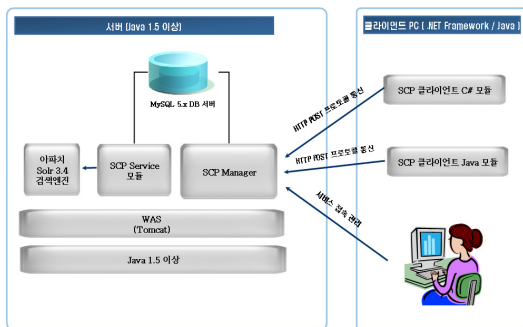 서버 (Java 1.5 이상)
MySQL 5.x DB 서버
아파치
Solr 3.4
검색엔진
SCP Service
모듈
SCP Manager
WAS
(Tomcat)
Java 1.5 이상
클라이언트 PC ( .NET Framework / Java )
HTTP POST 프로토콜 통신
SCP 클라이언트 C# 모듈
HTTP POST 프로토콜 통신
SCP 클라이언트 Java 모듈
서비스 접속 관리